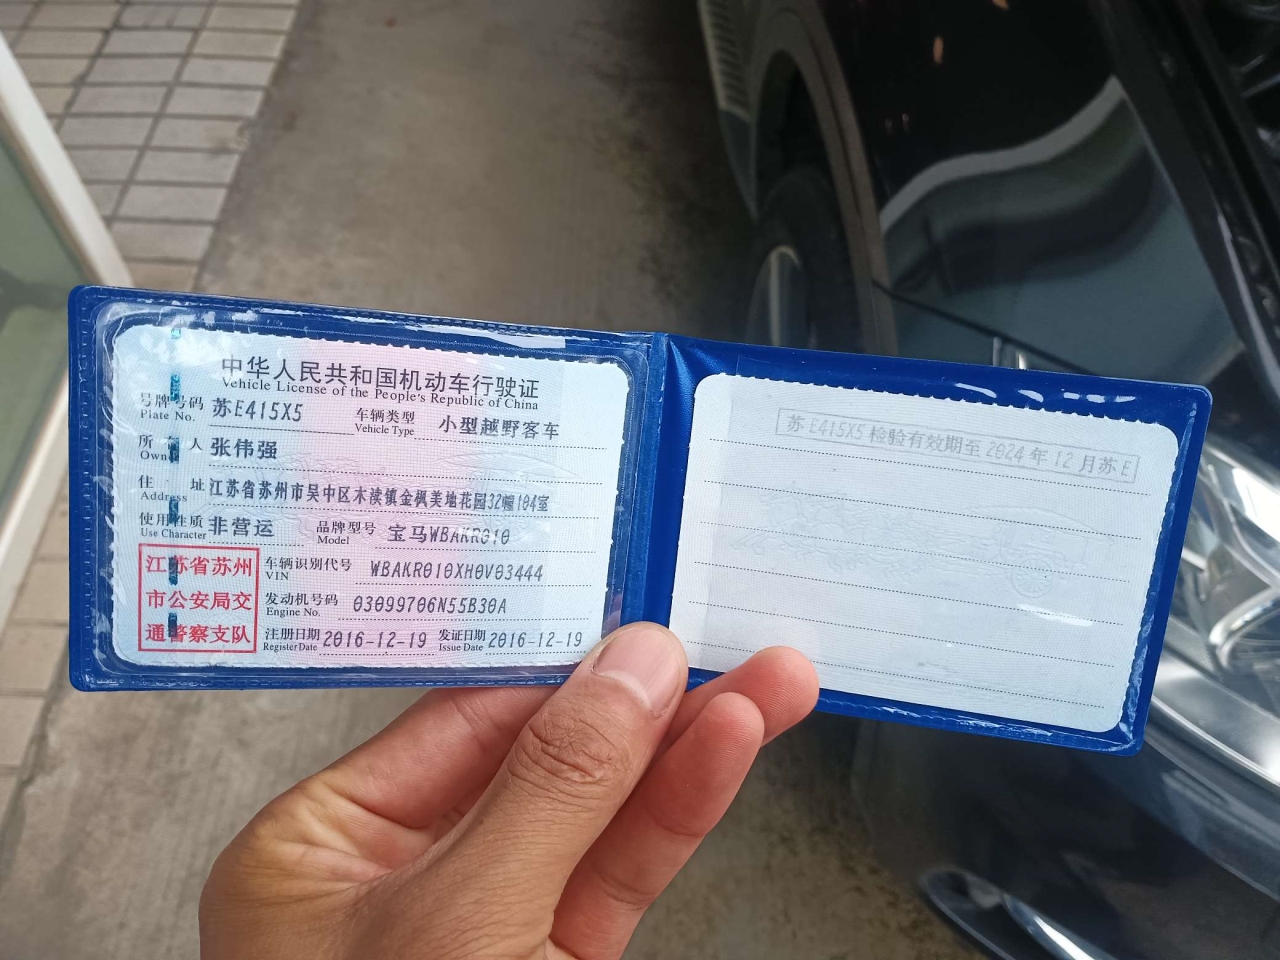 中华人民共和国机动车行驶证
Vehicle License of the People's Republic of China
号牌号码 苏E415X5 车辆类型 小型越野客车
Plate No. Vehicle Type
所有人 张伟强
Owner
住址 江苏省苏州市吴中区木渎镇金枫美地花园32幢104室
Address
使用性质 非营运 品牌型号 宝马WBAKR010
Use Character Model
江苏省苏州
市公安局交
通警察支队
车辆识别代号 WBAKR010XH0V03444
VIN
发动机号码 03099706N55B30A
Engine No.
注册日期 2016-12-19 发证日期 2016-12-19
Register Date Issue Date
苏E415X5 检验有效期至 2024 年 12 月苏 E